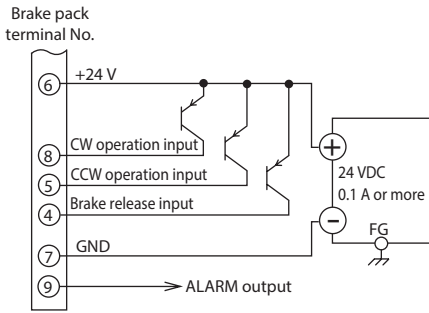 Brake pack
terminal No.
6 +24 V
8 CW operation input
5 CCW operation input
4 Brake release input
7 GND
9 ALARM output
+
24 VDC
0.1 A or more
−
FG